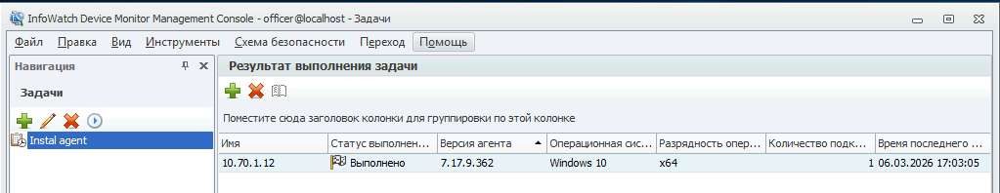 InfoWatch Device Monitor Management Console - officer@localhost - Задачи
Файл Правка Вид Инструменты Схема безопасности Переход Помощь
Навигация
Задачи
Instal agent
Результат выполнения задачи
Поместите сюда заголовок колонки для группировки по этой колонке
Имя Статус выполнен... Версия агента Операционная сис... Разрядность опер... Количество подк... Время последнего ...
10.70.1.12 Выполнено 7.17.9.362 Windows 10 x64 1 06.03.2026 17:03:05